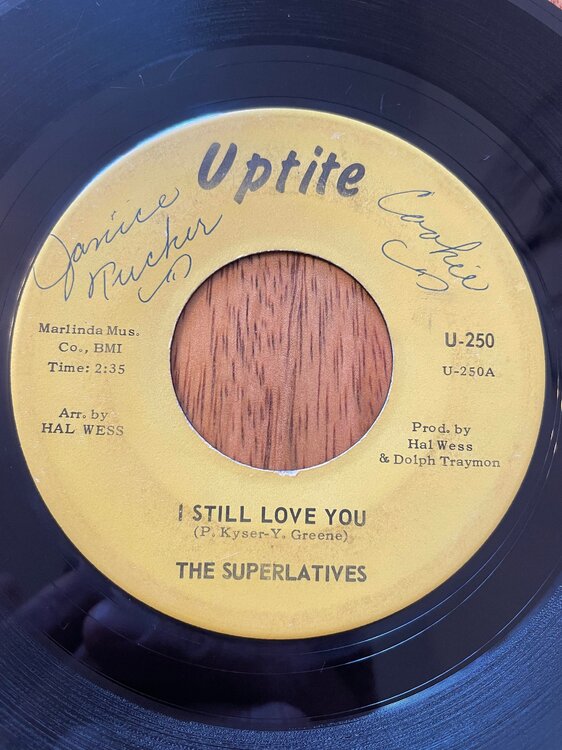 Uptite
Janice
Rucker
Cookie
Marlinda Mus.
Co., BMI
Time: 2:35
U-250
U-250A
Arr. by
HAL WESS
Prod. by
Hal Wess
& Dolph Traymon
I STILL LOVE YOU
(P. Kyser-Y. Greene)
THE SUPERLATIVES